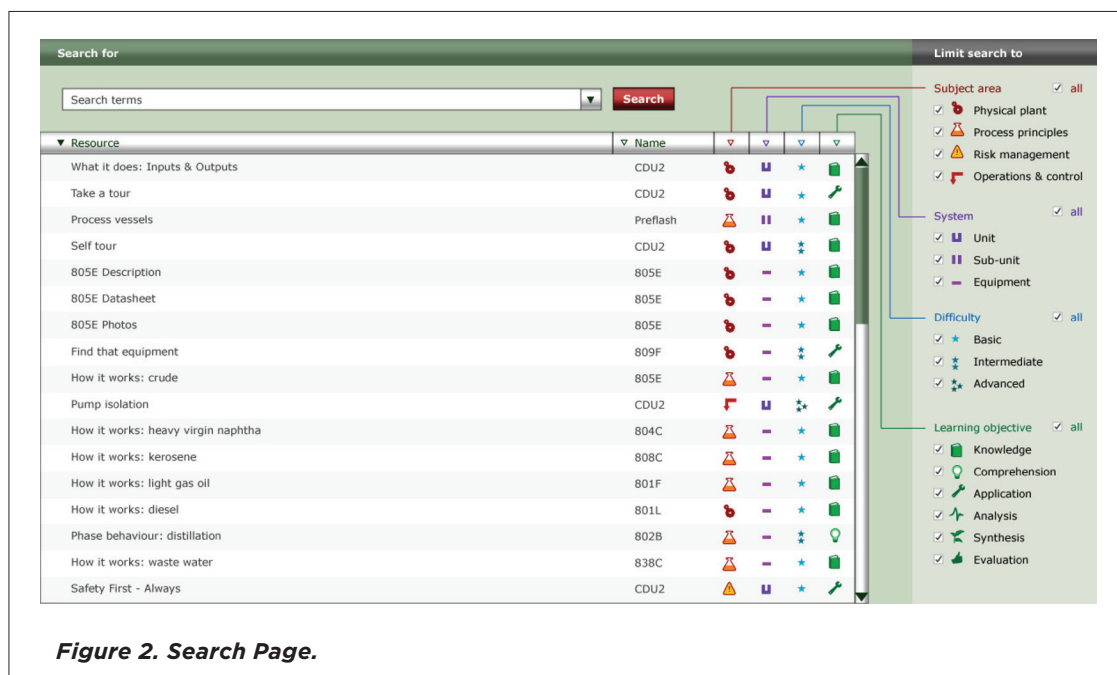 Search for
Limit search to
Search terms
Search
Resource Name
What it does: Inputs & Outputs CDU2
Take a tour CDU2
Process vessels Preflash
Self tour CDU2
805E Description 805E
805E Datasheet 805E
805E Photos 805E
Find that equipment 809F
How it works: crude 805E
Pump isolation CDU2
How it works: heavy virgin naphtha 804C
How it works: kerosene 808C
How it works: light gas oil 801F
How it works: diesel 801L
Phase behaviour: distillation 802B
How it works: waste water 838C
Safety First - Always CDU2
Subject area all
Physical plant
Process principles
Risk management
Operations & control
System all
Unit
Sub-unit
Equipment
Difficulty all
Basic
Intermediate
Advanced
Learning objective all
Knowledge
Comprehension
Application
Analysis
Synthesis
Evaluation
Figure 2. Search Page.